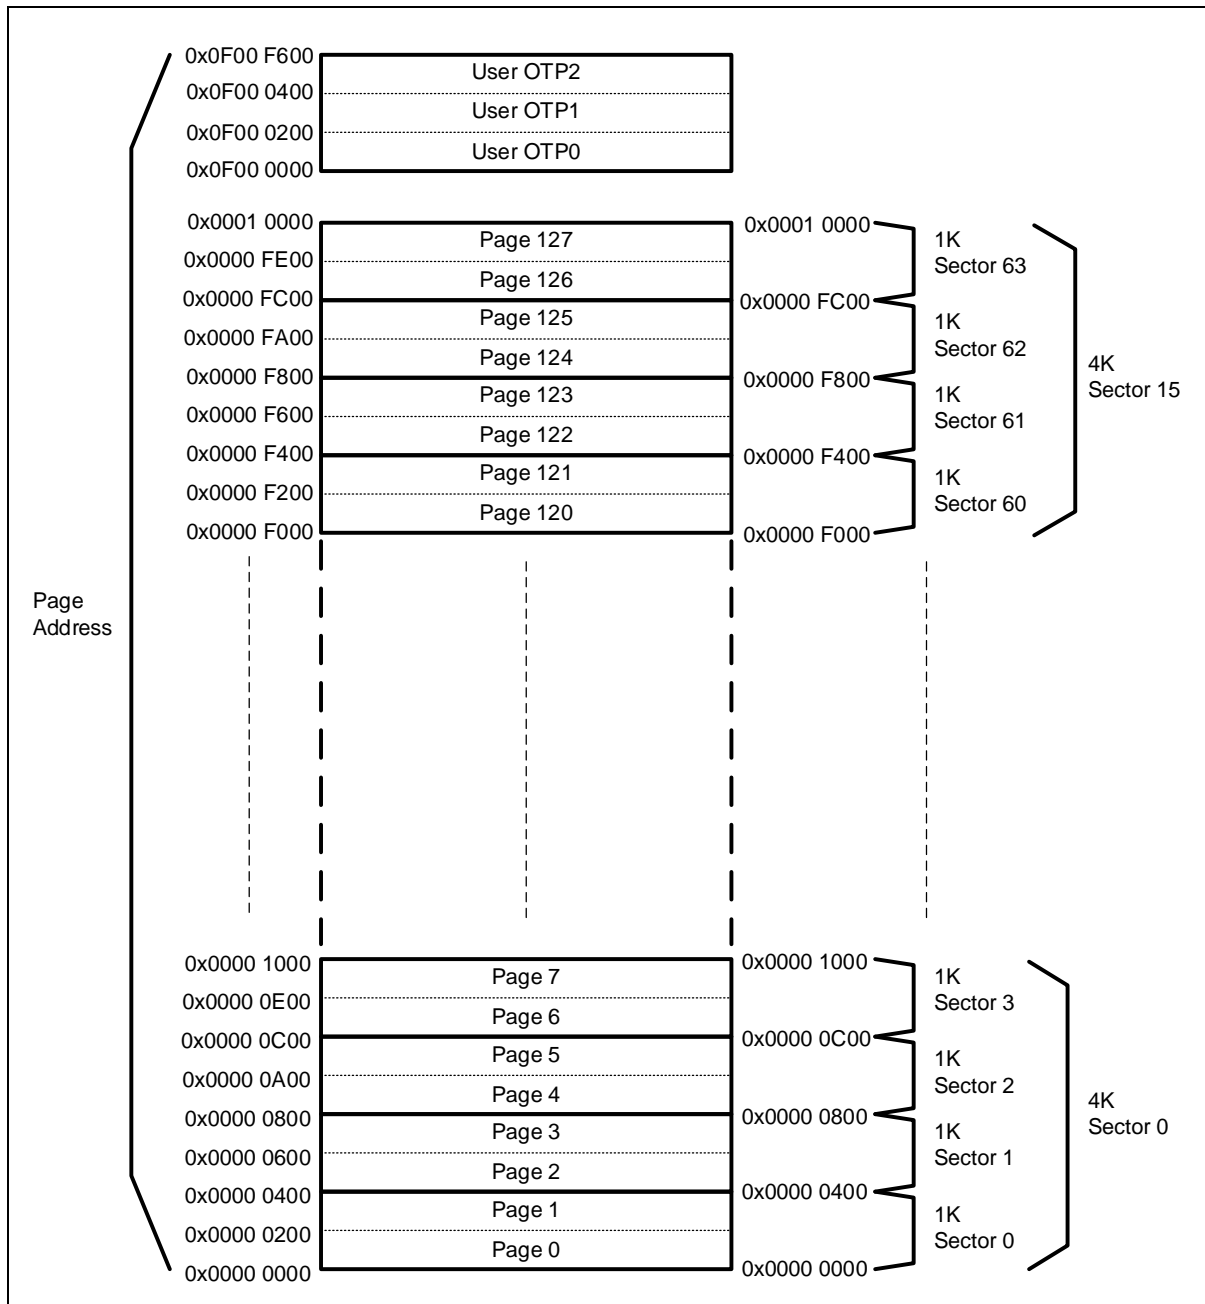 0x0F00 F600
User OTP2
0x0F00 0400
User OTP1
0x0F00 0200
User OTP0
0x0F00 0000
0x0001 0000
0x0001 0000
Page 127
1K
Sector 63
0x0000 FE00
Page 126
0x0000 FC00
0x0000 FC00
Page 125
1K
Sector 62
0x0000 FA00
Page 124
4K
Sector 15
0x0000 F800
0x0000 F800
Page 123
1K
Sector 61
0x0000 F600
Page 122
0x0000 F400
0x0000 F400
Page 121
1K
Sector 60
0x0000 F200
Page 120
0x0000 F000
0x0000 F000
Page
Address
0x0000 1000
0x0000 1000
Page 7
1K
Sector 3
0x0000 0E00
Page 6
0x0000 0C00
0x0000 0C00
Page 5
1K
Sector 2
0x0000 0A00
Page 4
4K
Sector 0
0x0000 0800
0x0000 0800
Page 3
1K
Sector 1
0x0000 0600
Page 2
0x0000 0400
0x0000 0400
Page 1
1K
Sector 0
0x0000 0200
Page 0
0x0000 0000
0x0000 0000